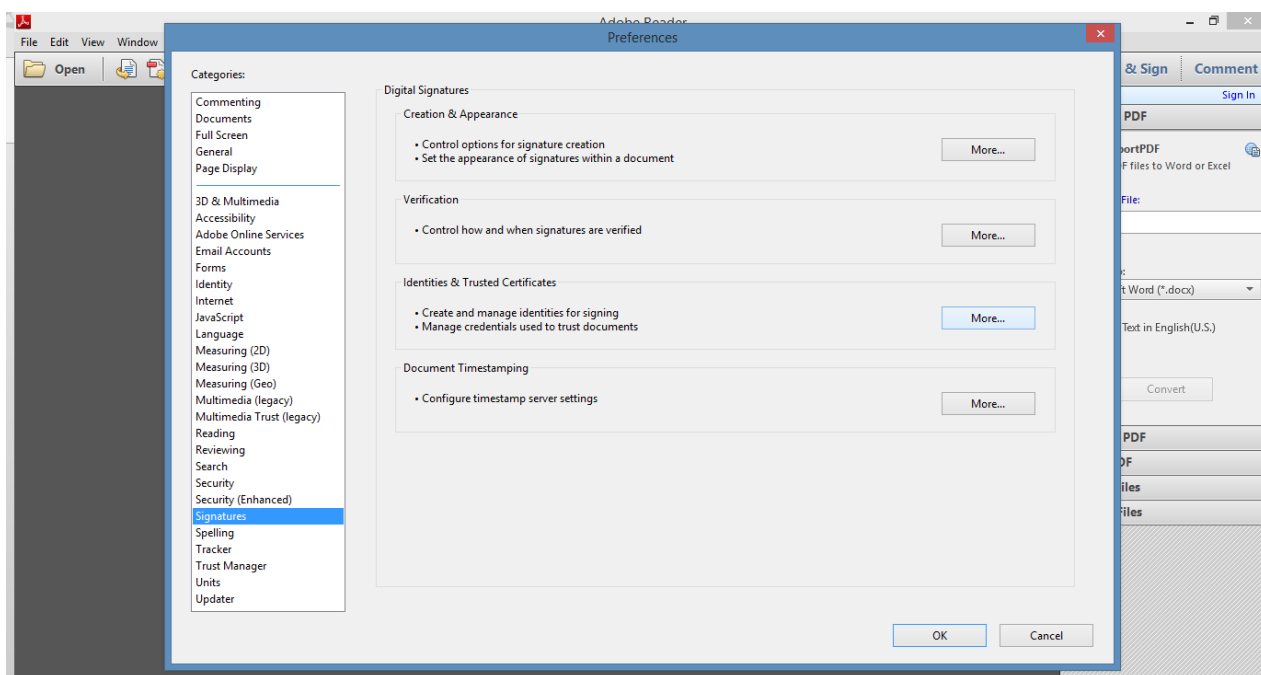 Adobe Reader
Preferences
File Edit View Window
Open
& Sign
Comment
Sign In
PDF
portPDF
F files to Word or Excel
File:
ft Word (*.docx)
Text in English(U.S.)
Convert
PDF
DF
iles
Files
Categories:
Commenting
Documents
Full Screen
General
Page Display
3D & Multimedia
Accessibility
Adobe Online Services
Email Accounts
Forms
Identity
Internet
JavaScript
Language
Measuring (2D)
Measuring (3D)
Measuring (Geo)
Multimedia (legacy)
Multimedia Trust (legacy)
Reading
Reviewing
Search
Security
Security (Enhanced)
Signatures
Spelling
Tracker
Trust Manager
Units
Updater
Digital Signatures
Creation & Appearance
• Control options for signature creation
• Set the appearance of signatures within a document
More...
Verification
• Control how and when signatures are verified
More...
Identities & Trusted Certificates
• Create and manage identities for signing
• Manage credentials used to trust documents
More...
Document Timestamping
• Configure timestamp server settings
More...
OK
Cancel